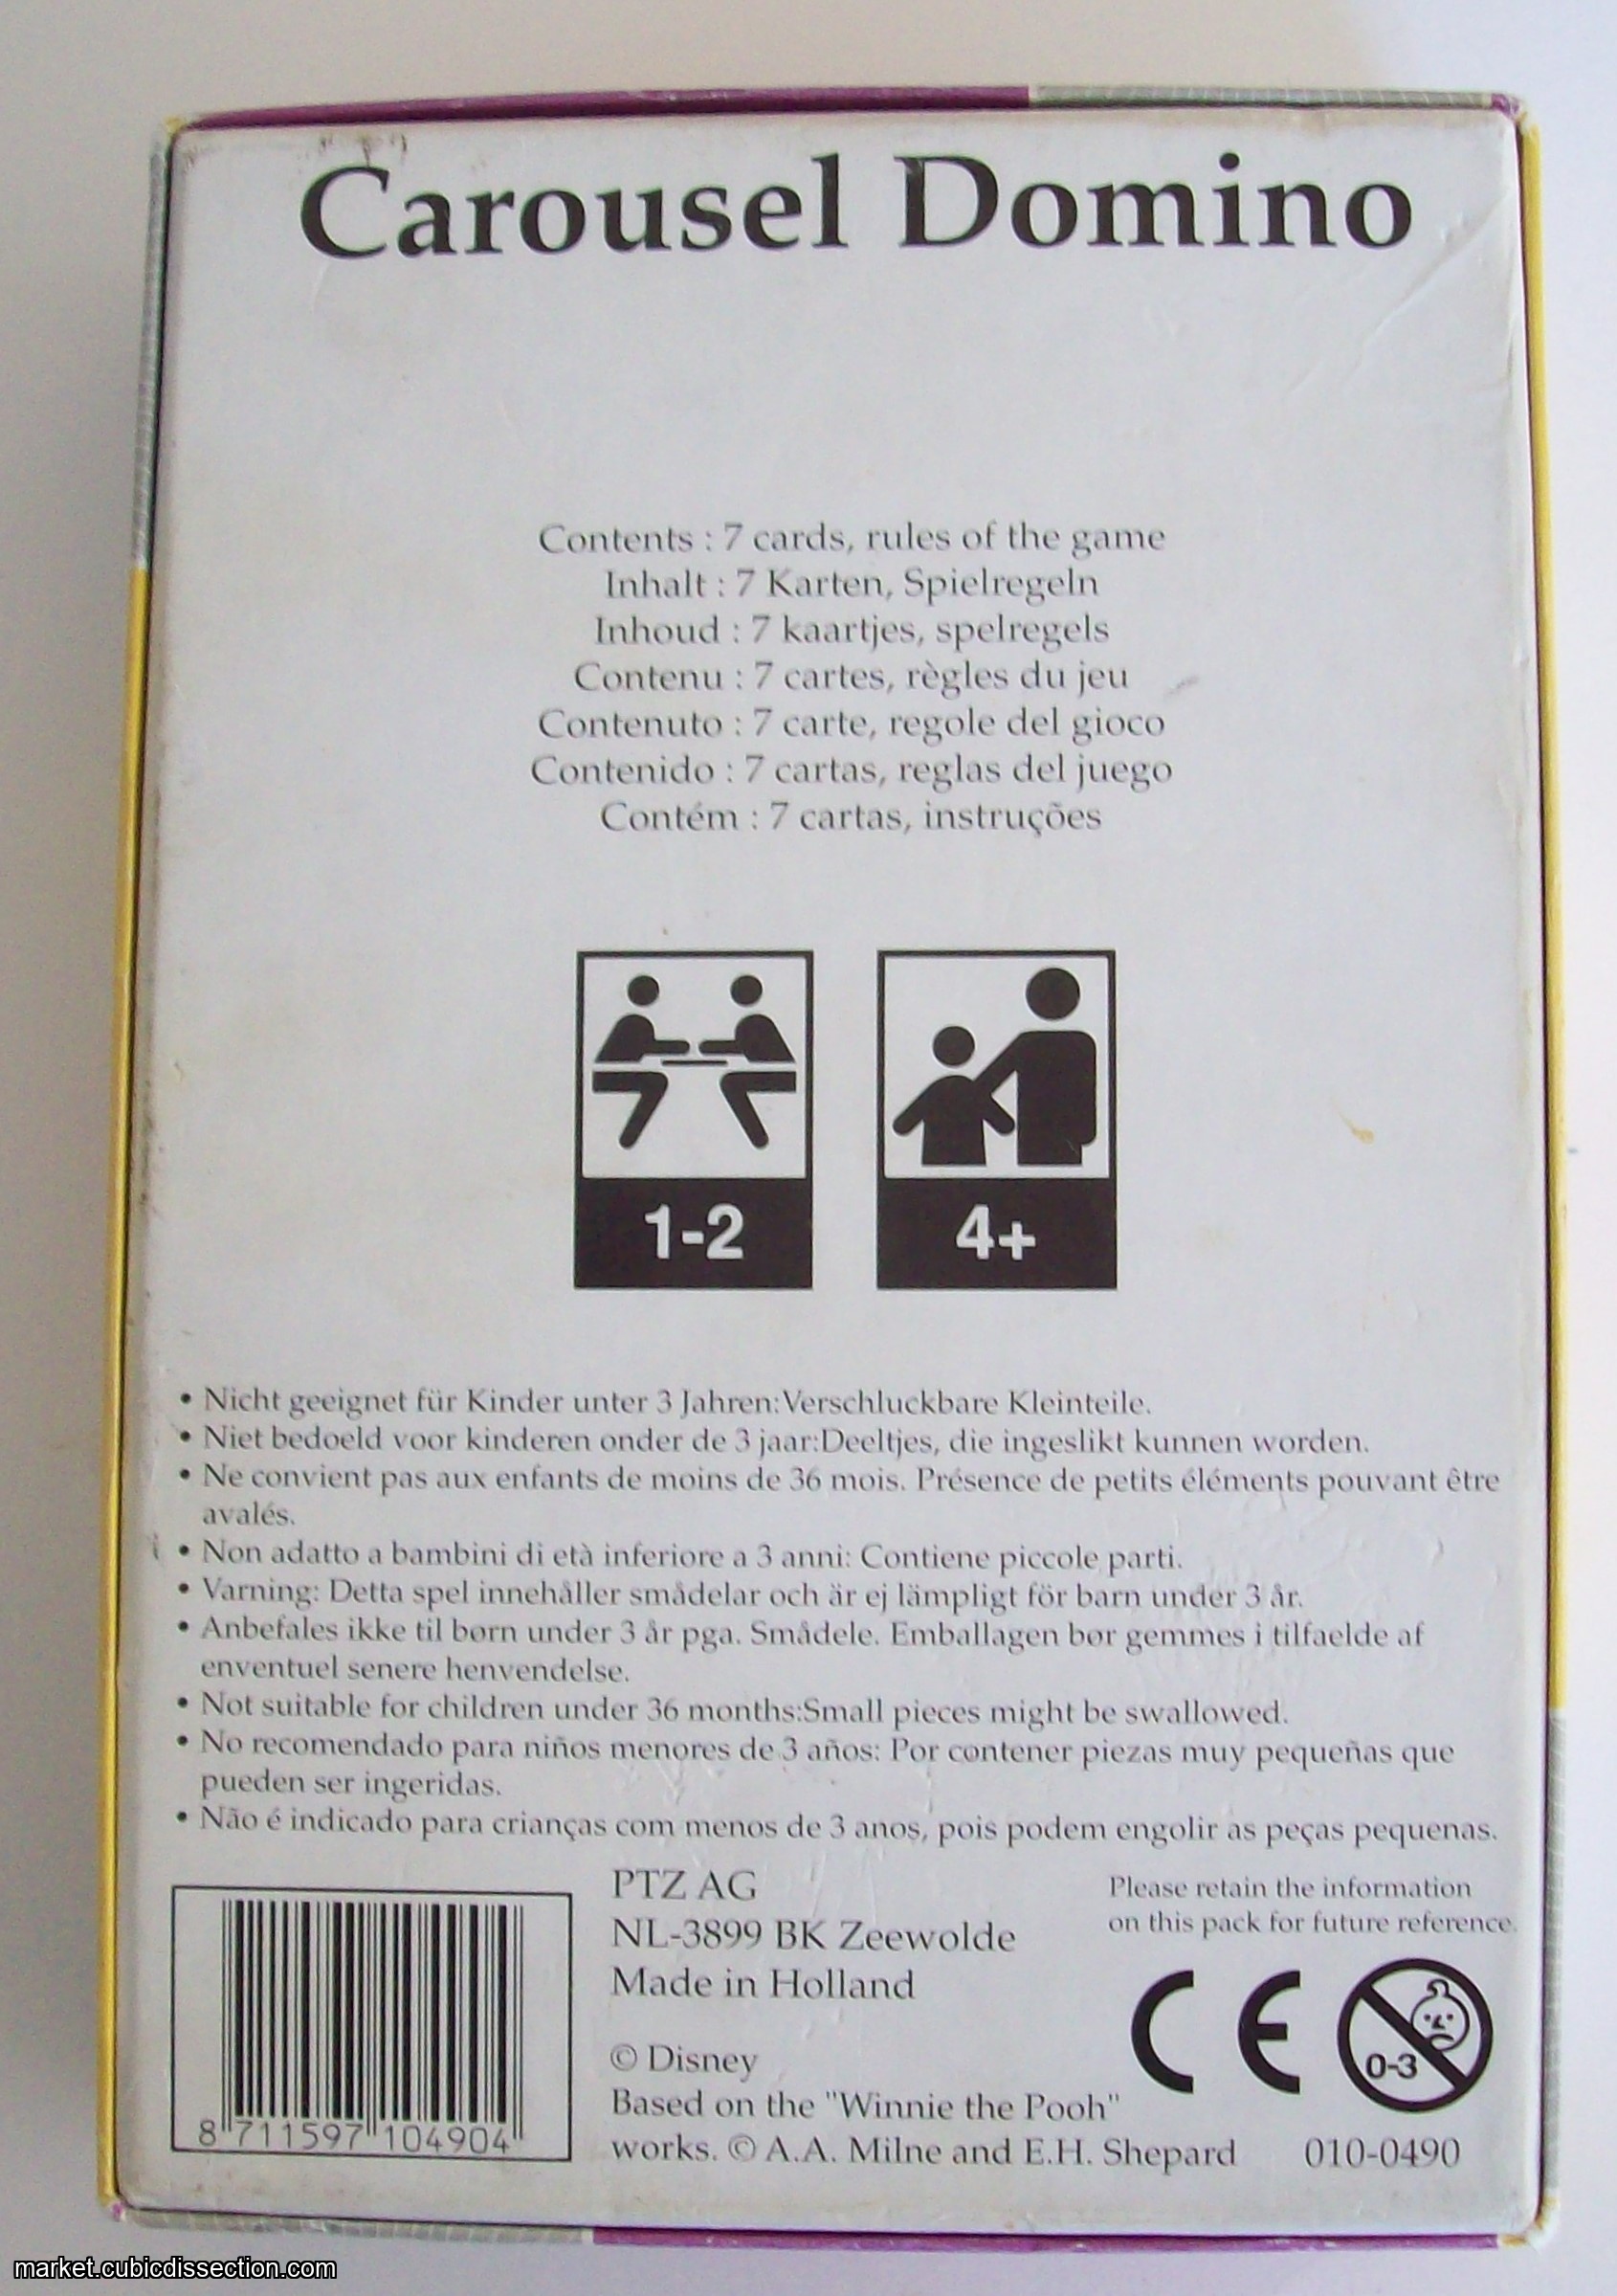 Carousel Domino
Contents : 7 cards, rules of the game
Inhalt : 7 Karten, Spielregeln
Inhoud : 7 kaartjes, spelregels
Contenu : 7 cartes, règles du jeu
Contenuto : 7 carte, regole del gioco
Contenido : 7 cartas, reglas del juego
Contém : 7 cartas, instruções
1-2
4+
• Nicht geeignet für Kinder unter 3 Jahren:Verschluckbare Kleinteile.
• Niet bedoeld voor kinderen onder de 3 jaar:Deeltjes, die ingeslikt kunnen worden.
• Ne convient pas aux enfants de moins de 36 mois. Présence de petits éléments pouvant être
avalés.
• Non adatto a bambini di età inferiore a 3 anni: Contiene piccole parti.
• Varning: Detta spel innehåller smådelar och är ej lämpligt för barn under 3 år.
• Anbefales ikke til børn under 3 år pga. Smådele. Emballagen bør gemmes i tilfaelde af
enventuel senere henvendelse.
• Not suitable for children under 36 months:Small pieces might be swallowed.
• No recomendado para niños menores de 3 años: Por contener piezas muy pequeñas que
pueden ser ingeridas.
• Não é indicado para crianças com menos de 3 anos, pois podem engolir as peças pequenas.
PTZ AG
NL-3899 BK Zeewolde
Made in Holland
Please retain the information
on this pack for future reference.
CE
0-3
© Disney
Based on the "Winnie the Pooh"
works. © A.A. Milne and E.H. Shepard
010-0490
8 711597 104904
market.cubicdissection.com